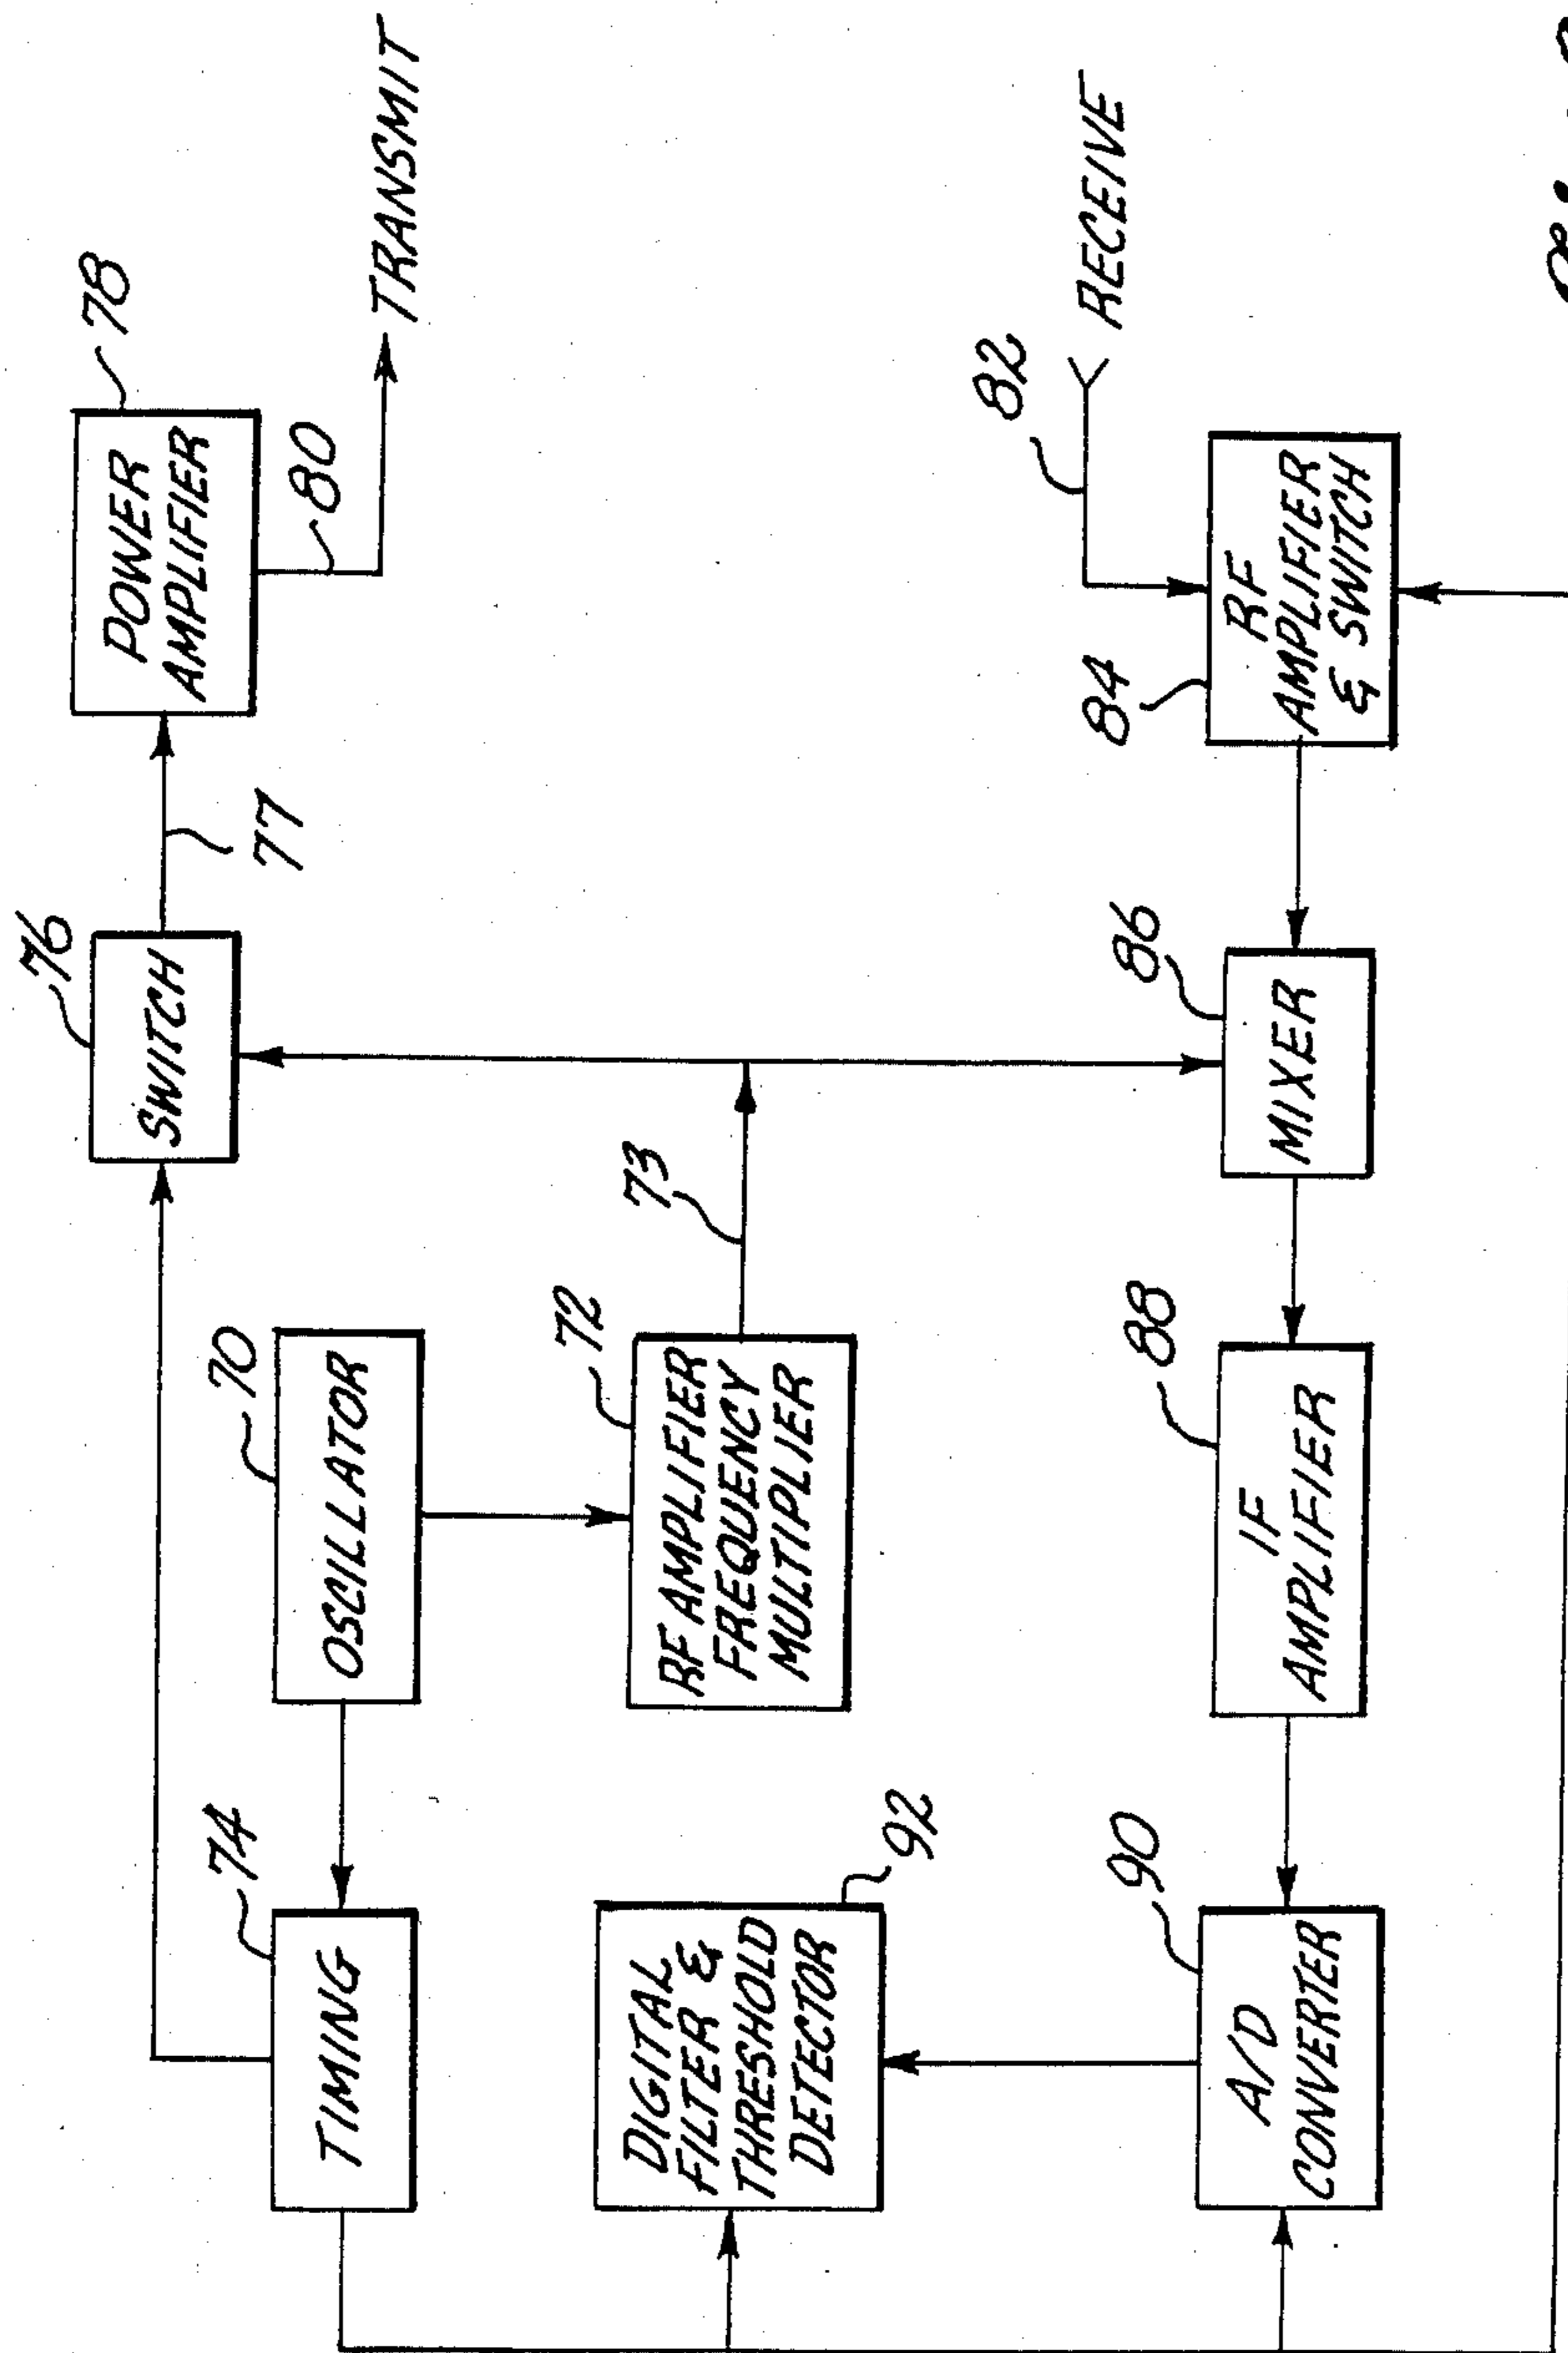 76
SWITCH
77
78
POWER
AMPLIFIER
80
TRANSMIT
74
TIMING
70
OSCILLATOR
72
RF AMPLIFIER
FREQUENCY
MULTIPLIER
73
92
DIGITAL
FILTER &
THRESHOLD
DETECTOR
82
RECEIVE
90
A/D
CONVERTER
88
IF
AMPLIFIER
86
MIXER
84
RF
AMPLIFIER
& SWITCH